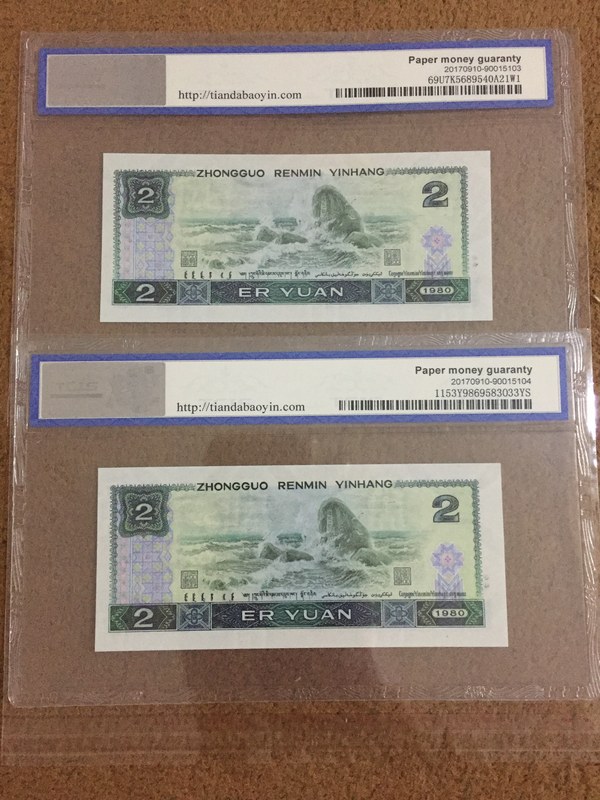 Paper money guaranty
20170910-90015103
http://tiandabaoyin.com
69U7K5689540A21W1
ZHONGGUO RENMIN YINHANG
2
2
2
ER YUAN
1980
Paper money guaranty
20170910-90015104
http://tiandabaoyin.com
1153Y9869583033YS
ZHONGGUO RENMIN YINHANG
2
2
2
ER YUAN
1980